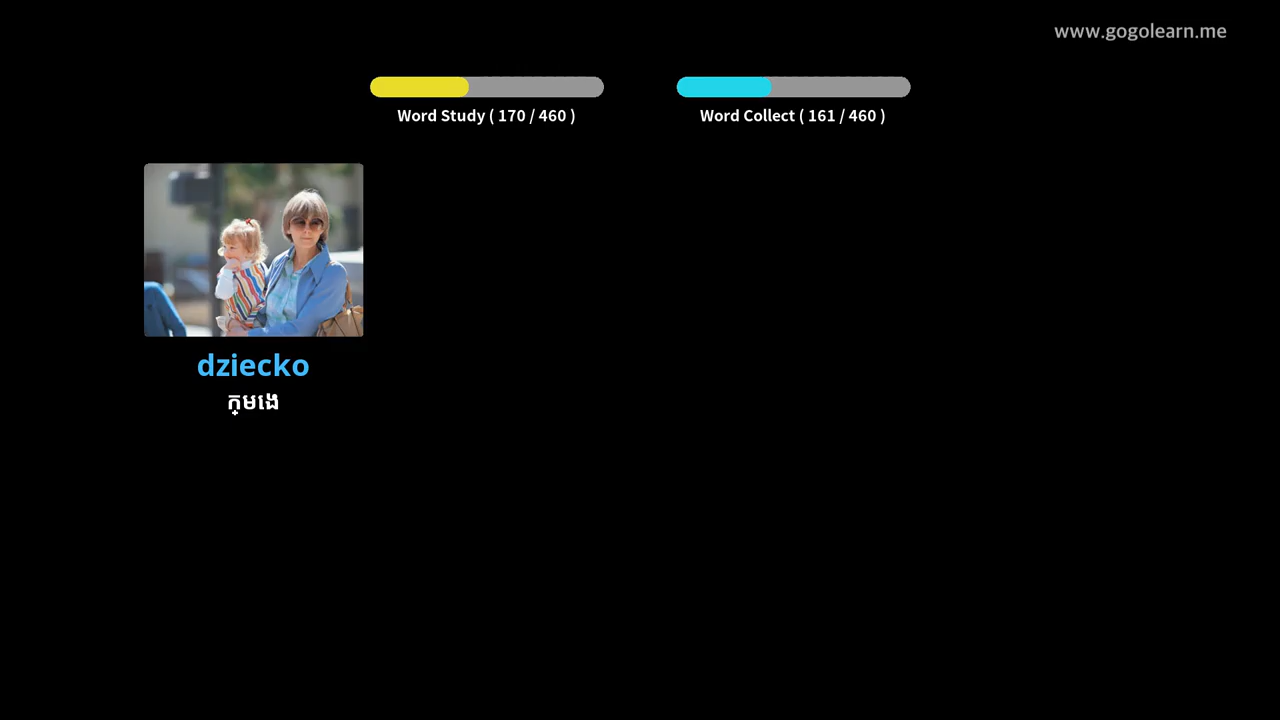 www.gogolearn.me
Word Study ( 170 / 460 )
Word Collect ( 161 / 460 )
dziecko
ក្មេង